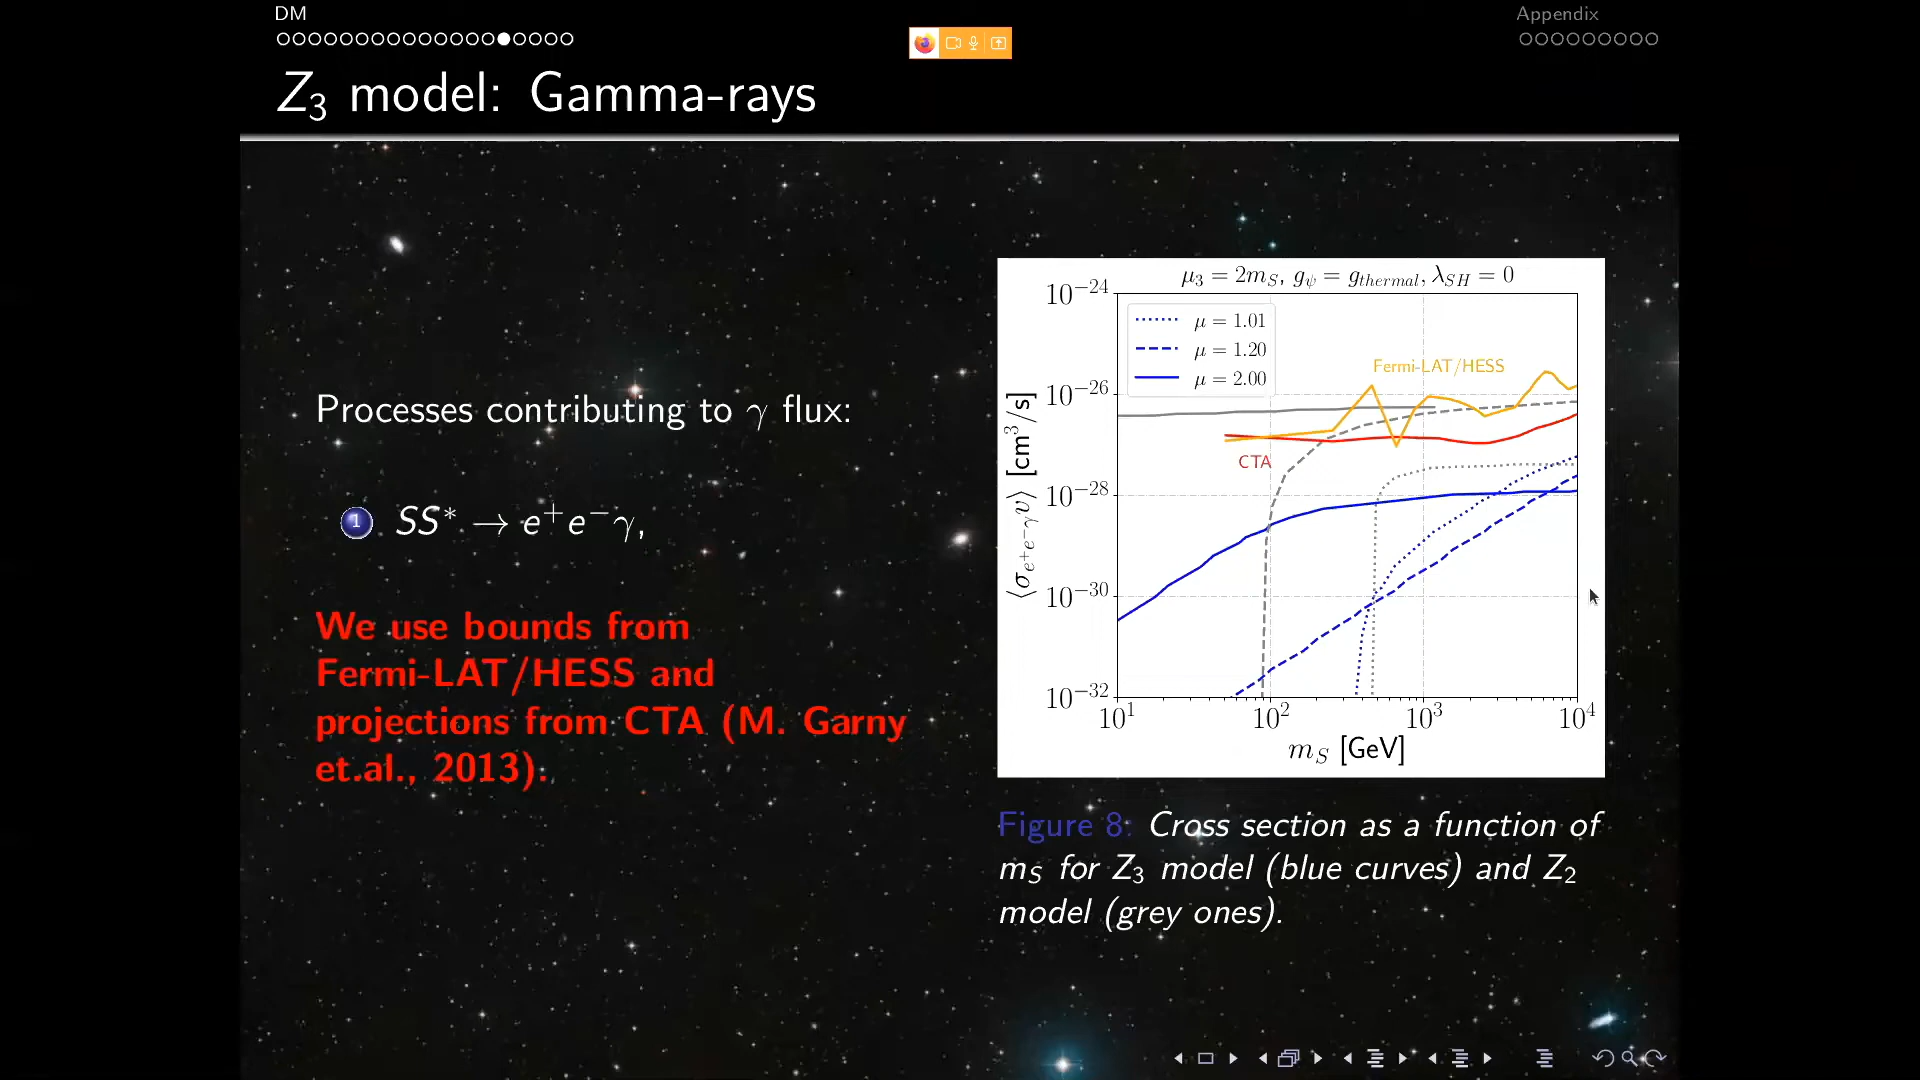 DM
Appendix
Z₃ model: Gamma-rays
Processes contributing to γ flux:
1 SS* → e⁺e⁻γ,
We use bounds from
Fermi-LAT/HESS and
projections from CTA (M. Garny
et.al., 2013):
μ₃ = 2m_S, g_ψ = g_thermal, λ_SH = 0
μ = 1.01
μ = 1.20
μ = 2.00
Fermi-LAT/HESS
CTA
⟨σ_{e⁺e⁻γ}v⟩ [cm³/s]
10⁻²⁴
10⁻²⁶
10⁻²⁸
10⁻³⁰
10⁻³²
10¹ 10² 10³ 10⁴
m_S [GeV]
Figure 8: Cross section as a function of
m_S for Z₃ model (blue curves) and Z₂
model (grey ones).